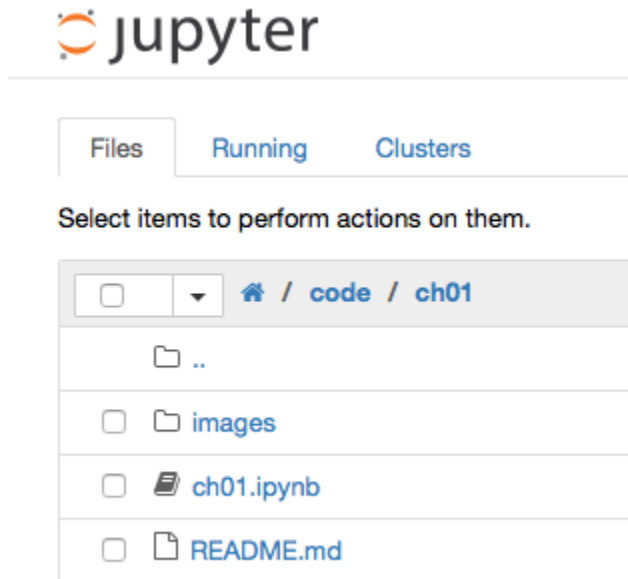 jupyter
Files Running Clusters
Select items to perform actions on them.
/ code / ch01
..
images
ch01.ipynb
README.md